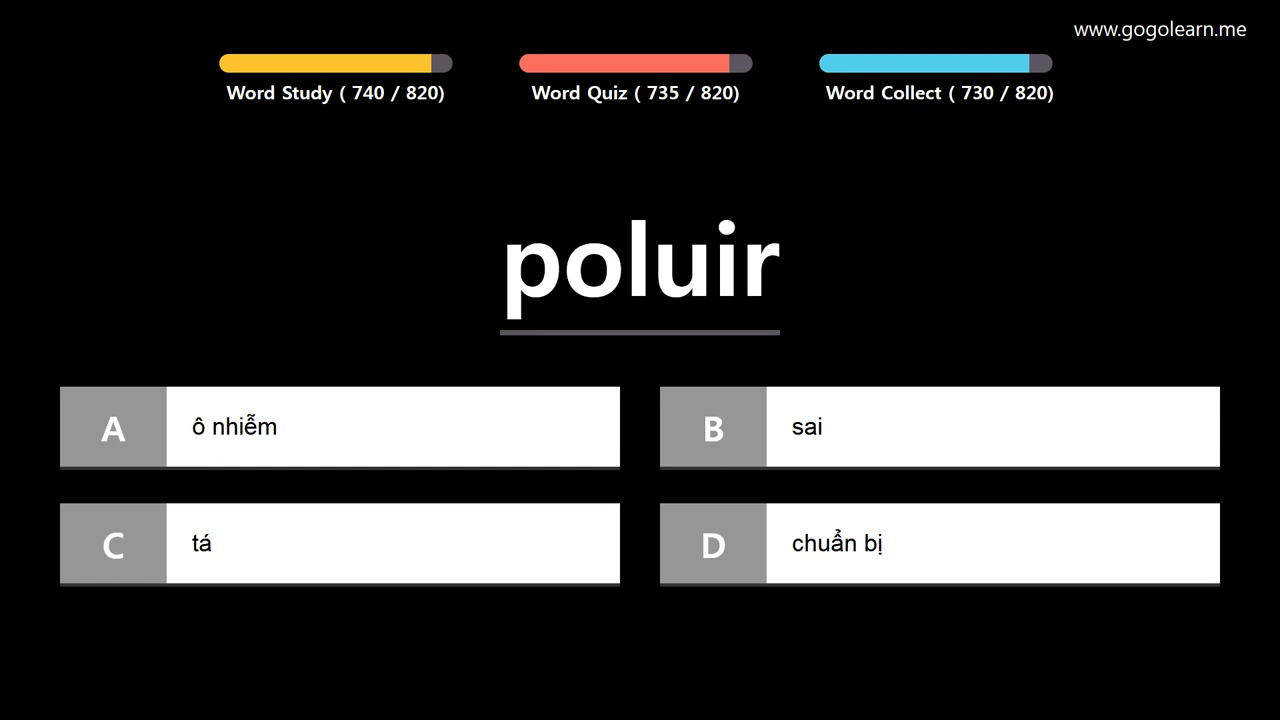 www.gogolearn.me
Word Study ( 740 / 820)
Word Quiz ( 735 / 820)
Word Collect ( 730 / 820)
poluir
A ô nhiễm
B sai
C tá
D chuẩn bị